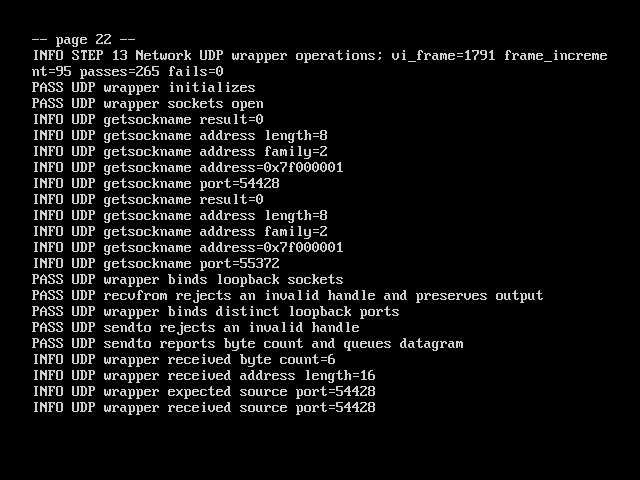 -- page 22 --
INFO STEP 13 Network UDP wrapper operations; vi_frame=1791 frame_increme
nt=95 passes=265 fails=0
PASS UDP wrapper initializes
PASS UDP wrapper sockets open
INFO UDP getsockname result=0
INFO UDP getsockname address length=8
INFO UDP getsockname address family=2
INFO UDP getsockname address=0x7f000001
INFO UDP getsockname port=54428
INFO UDP getsockname result=0
INFO UDP getsockname address length=8
INFO UDP getsockname address family=2
INFO UDP getsockname address=0x7f000001
INFO UDP getsockname port=55372
PASS UDP wrapper binds loopback sockets
PASS UDP recvfrom rejects an invalid handle and preserves output
PASS UDP wrapper binds distinct loopback ports
PASS UDP sendto rejects an invalid handle
PASS UDP sendto reports byte count and queues datagram
INFO UDP wrapper received byte count=6
INFO UDP wrapper received address length=16
INFO UDP wrapper expected source port=54428
INFO UDP wrapper received source port=54428